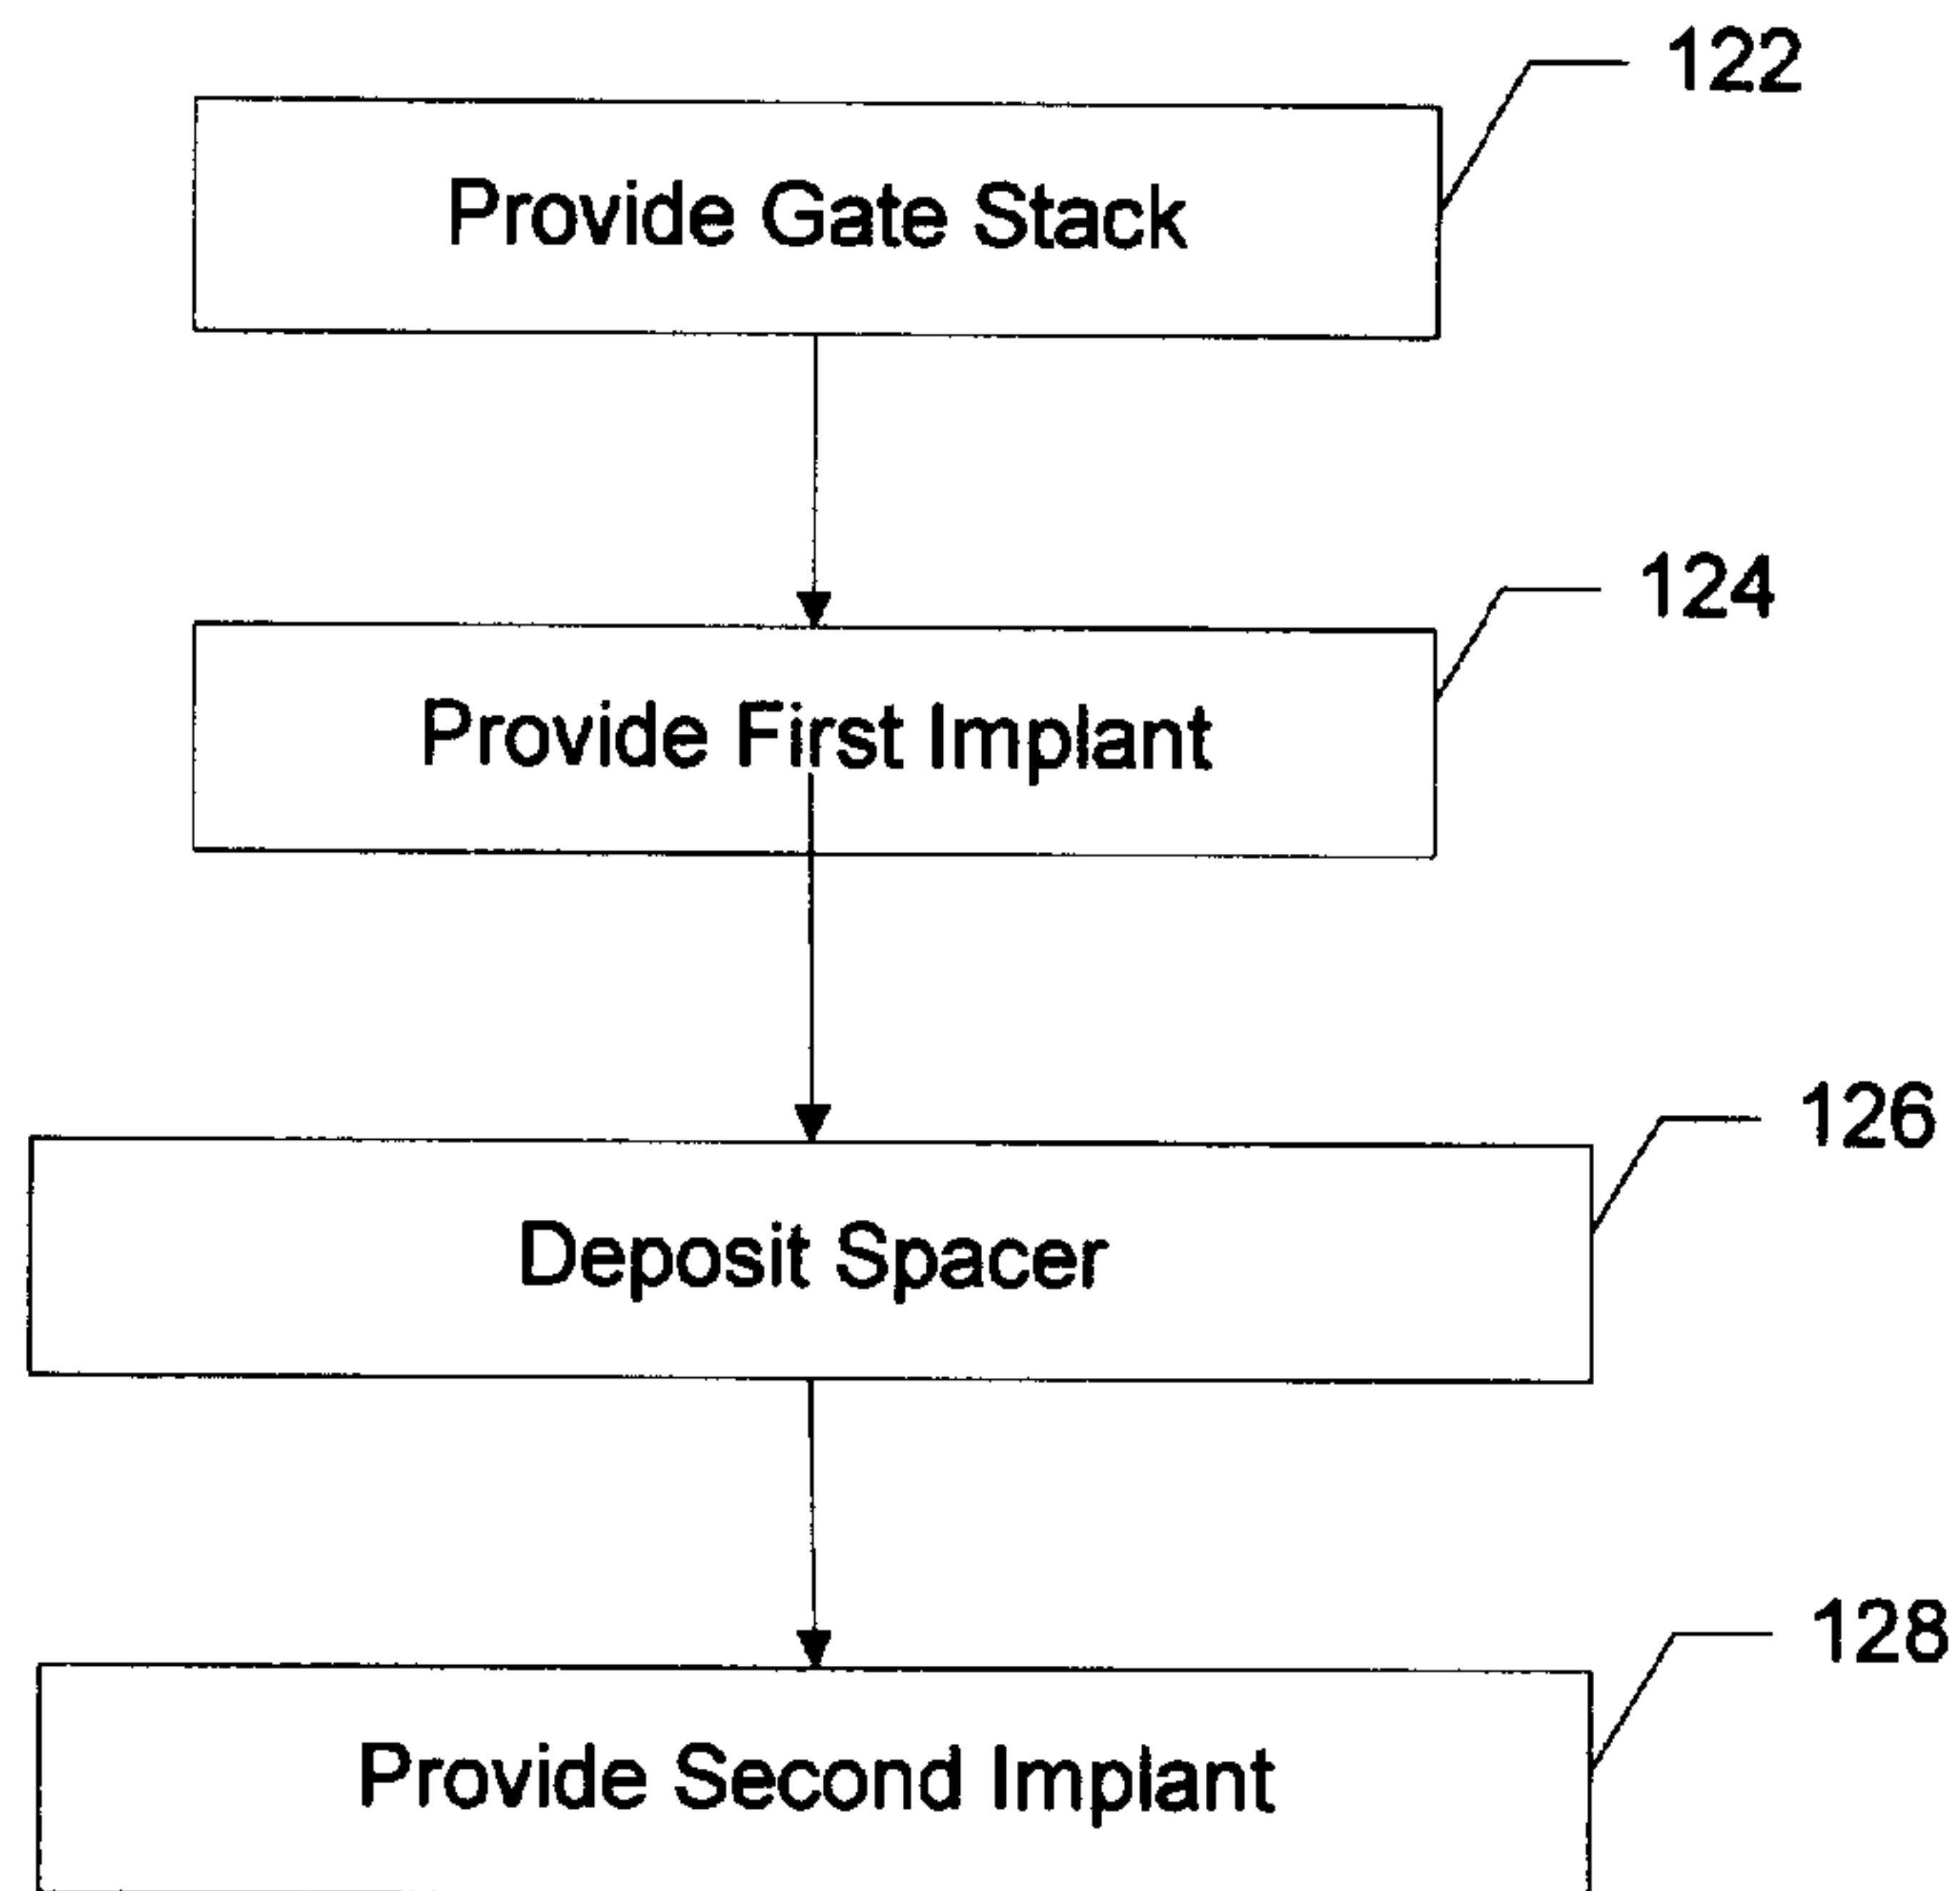 122
Provide Gate Stack
124
Provide First Implant
126
Deposit Spacer
128
Provide Second Implant